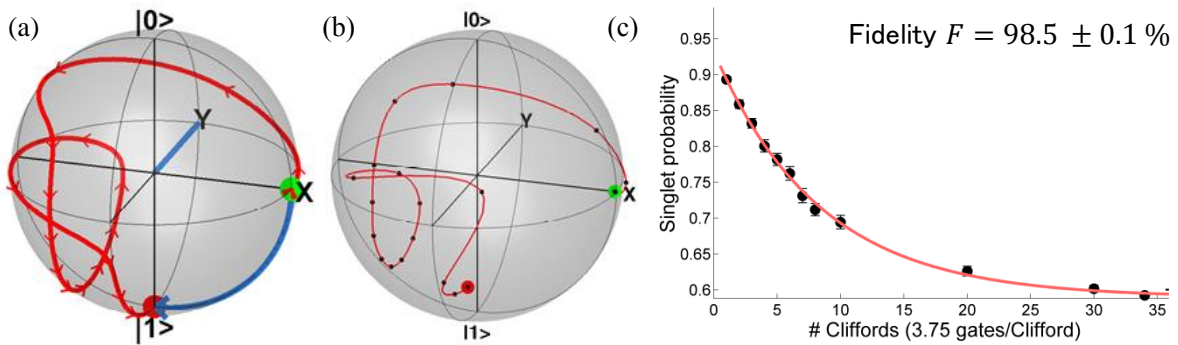 (a)
|0>
Y
X
|1>
(b)
|0>
Y
X
|1>
(c)
Fidelity F = 98.5 ± 0.1 %
Singlet probability
0.95
0.9
0.85
0.8
0.75
0.7
0.65
0.6
0 5 10 15 20 25 30 35
# Cliffords (3.75 gates/Clifford)